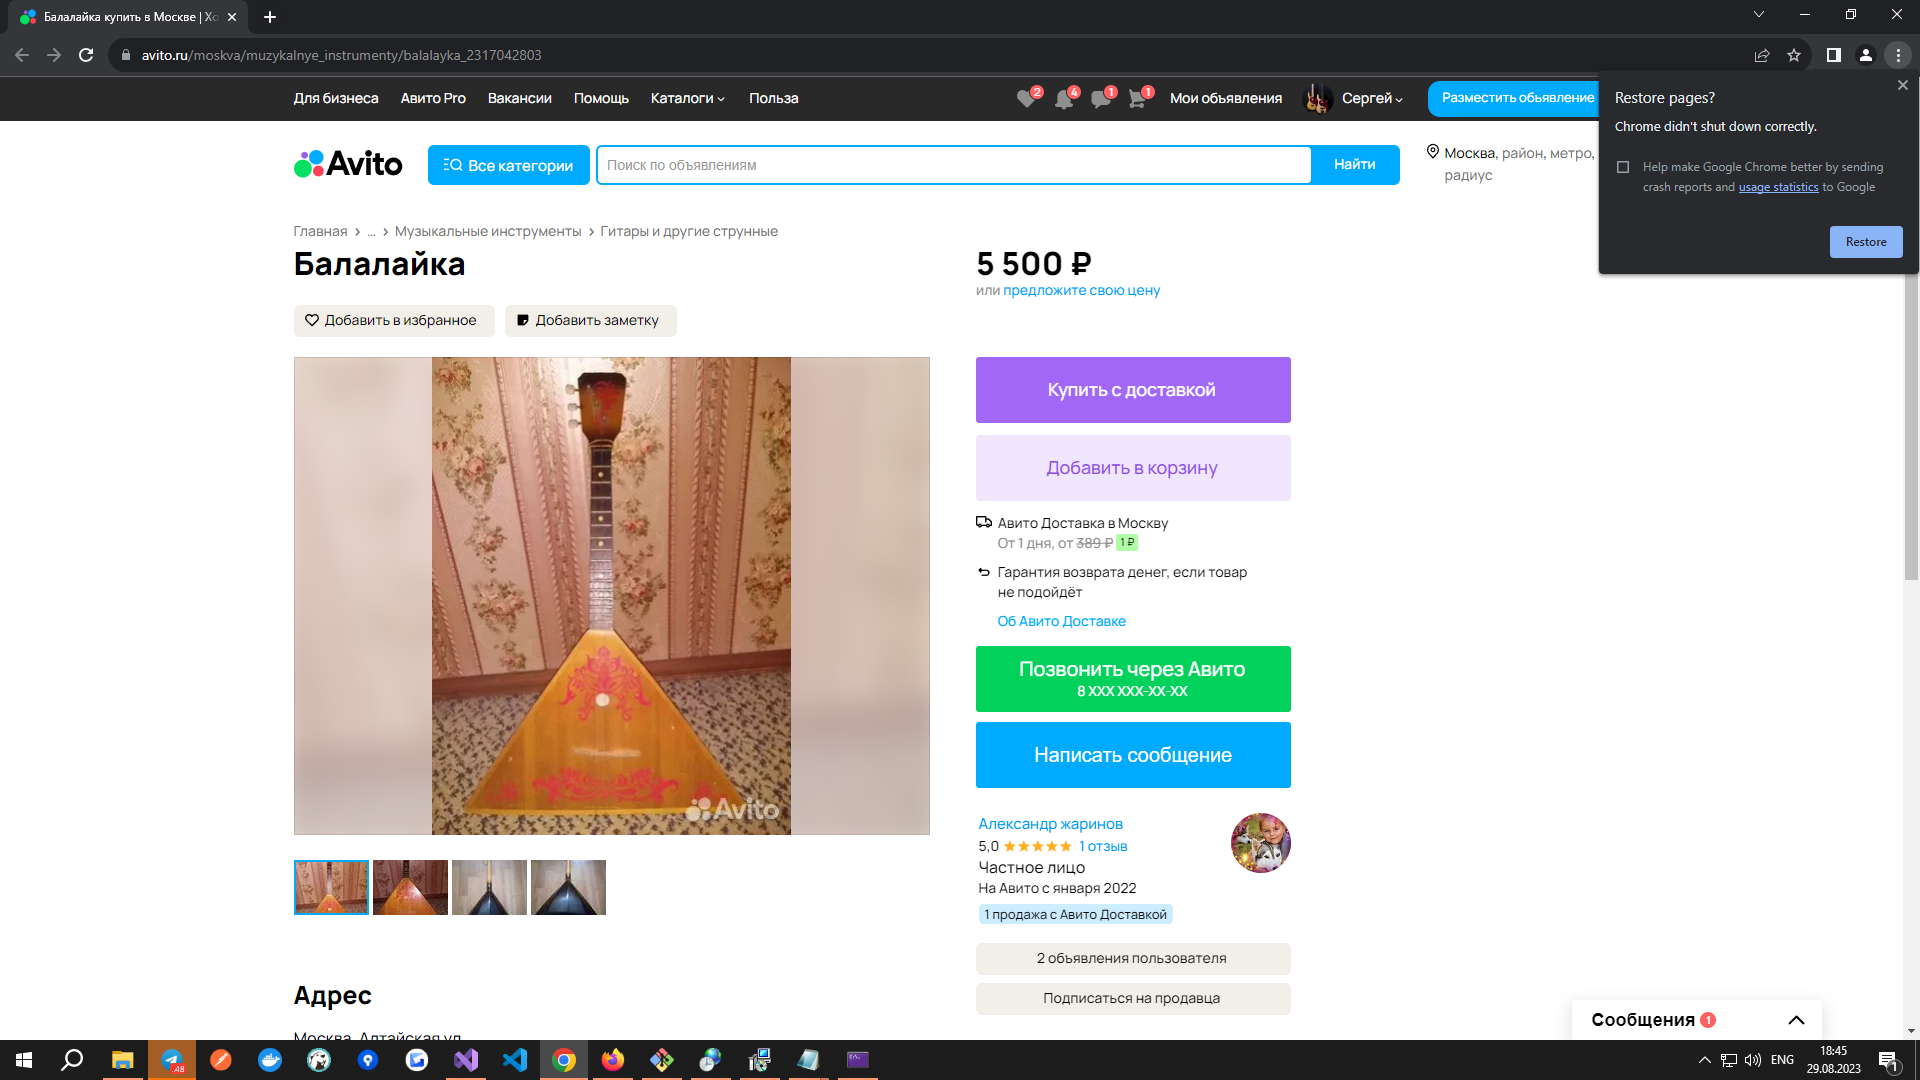 Балалайка купить в Москве | Хо
avito.ru/moskva/muzykalnye_instrumenty/balalayka_2317042803
Для бизнеса Авито Pro Вакансии Помощь Каталоги Польза
2 4 1 1 Мои объявления Сергей Разместить объявление
Restore pages?
Chrome didn't shut down correctly.
Help make Google Chrome better by sending
crash reports and usage statistics to Google
Restore
Avito Все категории Поиск по объявлениям Найти
Москва, район, метро,
радиус
Главная > ... > Музыкальные инструменты > Гитары и другие струнные
Балалайка
5 500 ₽
или предложите свою цену
Добавить в избранное Добавить заметку
Купить с доставкой
Добавить в корзину
Авито Доставка в Москву
От 1 дня, от 389 ₽ 1 ₽
Гарантия возврата денег, если товар
не подойдёт
Об Авито Доставке
Позвонить через Авито
8 XXX XXX-XX-XX
Написать сообщение
Avito
Александр жаринов
5,0 1 отзыв
Частное лицо
На Авито с января 2022
1 продажа с Авито Доставкой
2 объявления пользователя
Подписаться на продавца
Адрес
Москва, Алтайская ул.
Сообщения 1
..48
ENG
18:45
29.08.2023
1